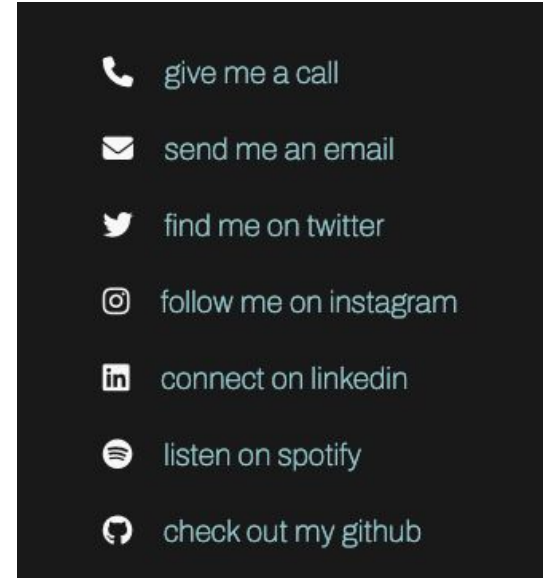 give me a call
send me an email
find me on twitter
follow me on instagram
in connect on linkedin
listen on spotify
check out my github